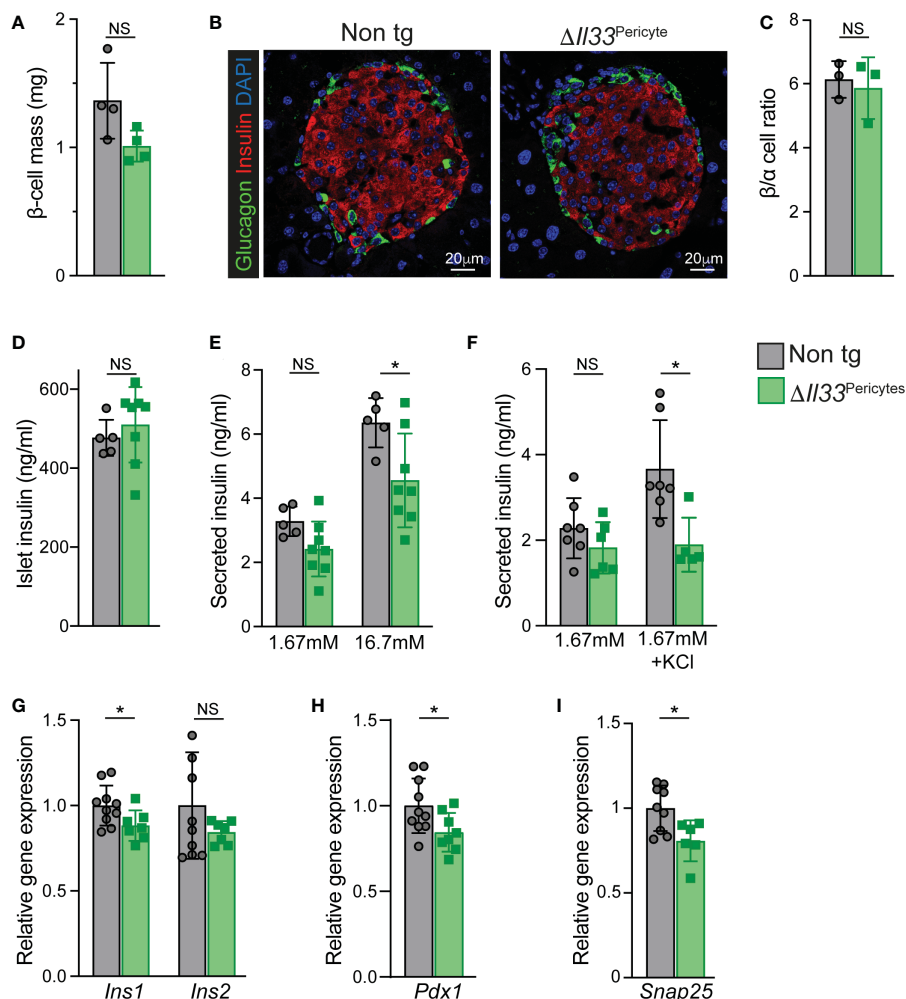 A
NS
β-cell mass (mg)
2
1
0
B
Non tg
ΔIl33Pericyte
Glucagon Insulin DAPI
20μm
20μm
C
NS
β/α cell ratio
8
6
4
2
0
D
NS
Islet insulin (ng/ml)
600
400
200
0
E
NS
*
Secreted insulin (ng/ml)
8
6
4
2
0
1.67mM
16.7mM
F
NS
*
Secreted insulin (ng/ml)
6
4
2
0
1.67mM
1.67mM
+KCl
Non tg
ΔIl33Pericytes
G
*
NS
Relative gene expression
1.5
1.0
0.5
0.0
Ins1
Ins2
H
*
Relative gene expression
1.5
1.0
0.5
0.0
Pdx1
I
*
Relative gene expression
1.5
1.0
0.5
0
Snap25